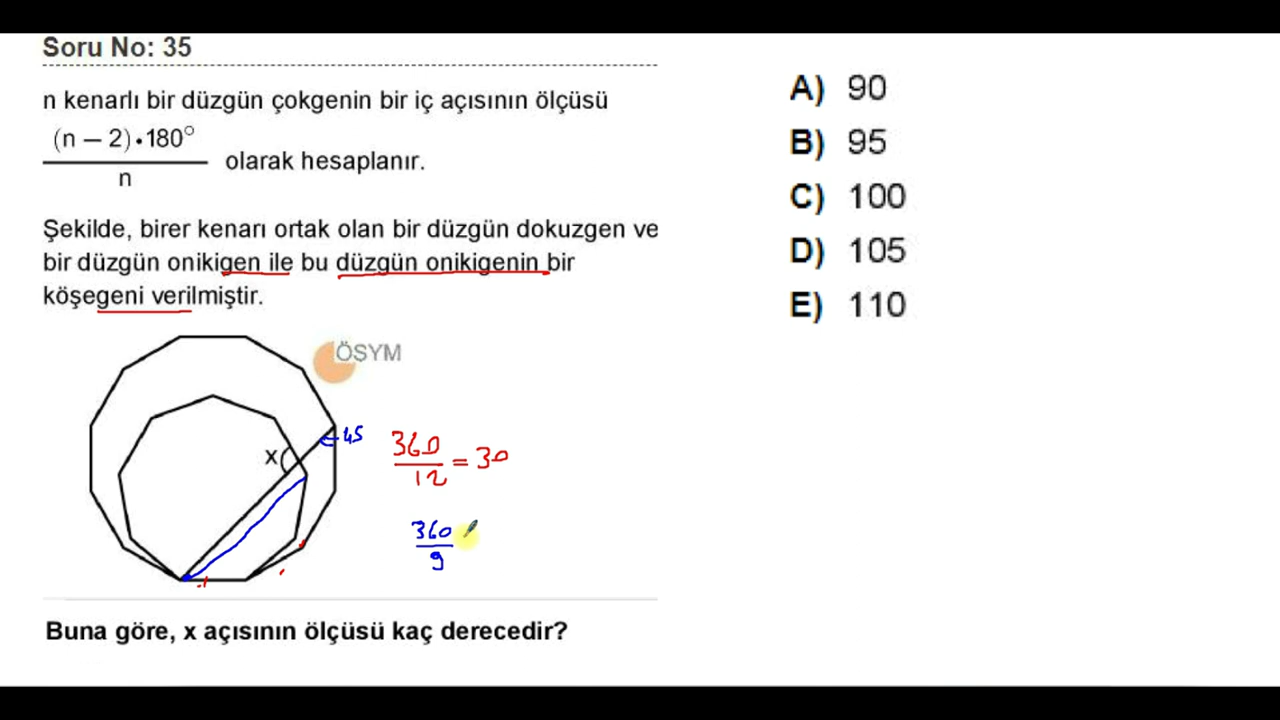 Soru No: 35
n kenarlı bir düzgün çokgenin bir iç açısının ölçüsü
(n – 2) • 180°
n
olarak hesaplanır.
Şekilde, birer kenarı ortak olan bir düzgün dokuzgen ve
bir düzgün onikigen ile bu düzgün onikigenin bir
köşegeni verilmiştir.
ÖSYM
x
45
360
12
= 30
360
9
Buna göre, x açısının ölçüsü kaç derecedir?
A) 90
B) 95
C) 100
D) 105
E) 110